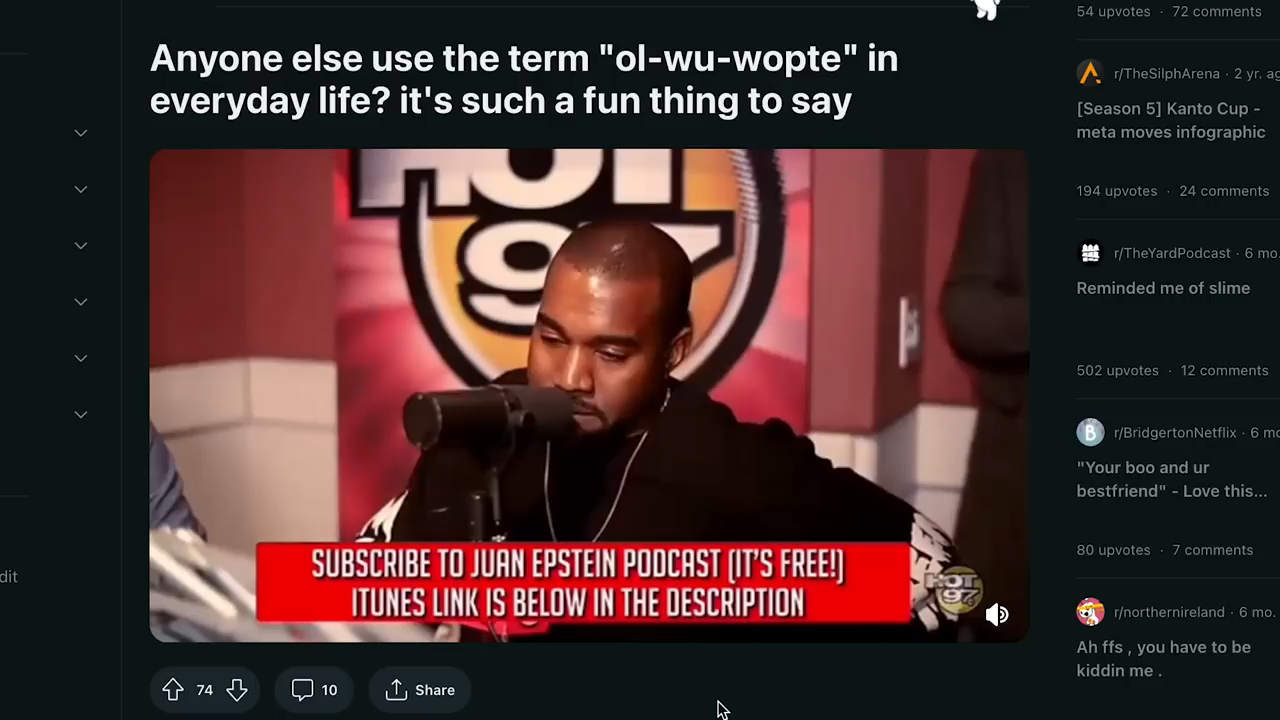 Anyone else use the term "ol-wu-wopte" in
everyday life? it's such a fun thing to say
HOT
97
SUBSCRIBE TO JUAN EPSTEIN PODCAST (IT'S FREE!)
ITUNES LINK IS BELOW IN THE DESCRIPTION
HOT
97
74
10
Share
dit
54 upvotes · 72 comments
r/TheSilphArena · 2 yr. ag
[Season 5] Kanto Cup -
meta moves infographic
194 upvotes · 24 comments
r/TheYardPodcast · 6 mo.
Reminded me of slime
502 upvotes · 12 comments
B
r/BridgertonNetflix · 6 mo
"Your boo and ur
bestfriend" - Love this...
80 upvotes · 7 comments
r/northernireland · 6 mo.
Ah ffs , you have to be
kiddin me .